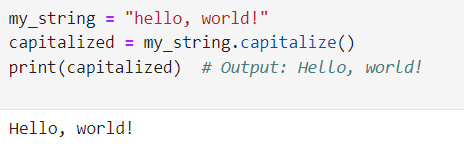 my_string = "hello, world!"
capitalized = my_string.capitalize()
print(capitalized)  # Output: Hello, world!
Hello, world!